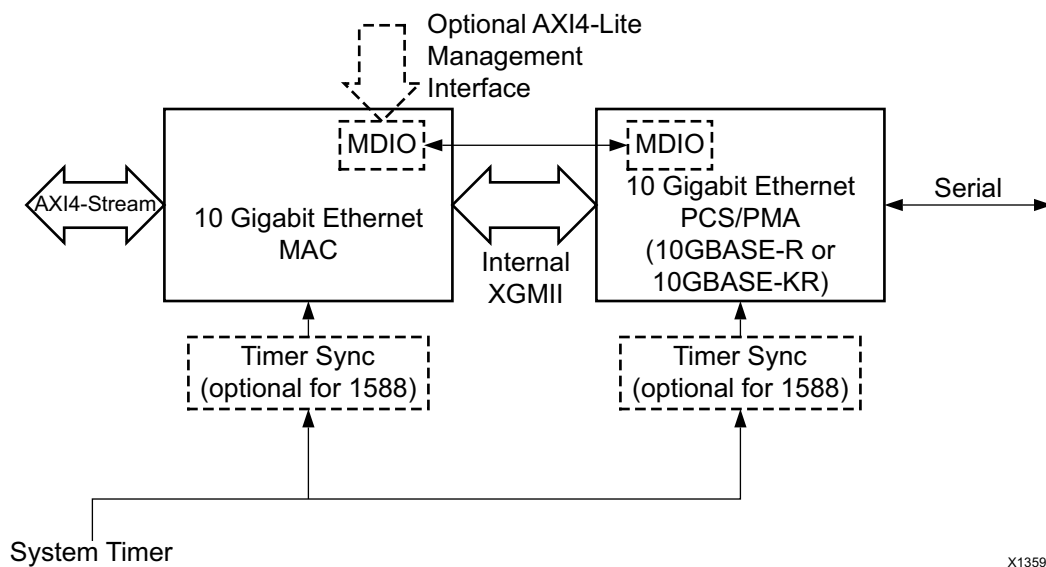 Optional AXI4-Lite
Management
Interface
MDIO
MDIO
AXI4-Stream
10 Gigabit Ethernet
MAC
Internal
XGMII
10 Gigabit Ethernet
PCS/PMA
(10GBASE-R or
10GBASE-KR)
Serial
Timer Sync
(optional for 1588)
Timer Sync
(optional for 1588)
System Timer
X1359